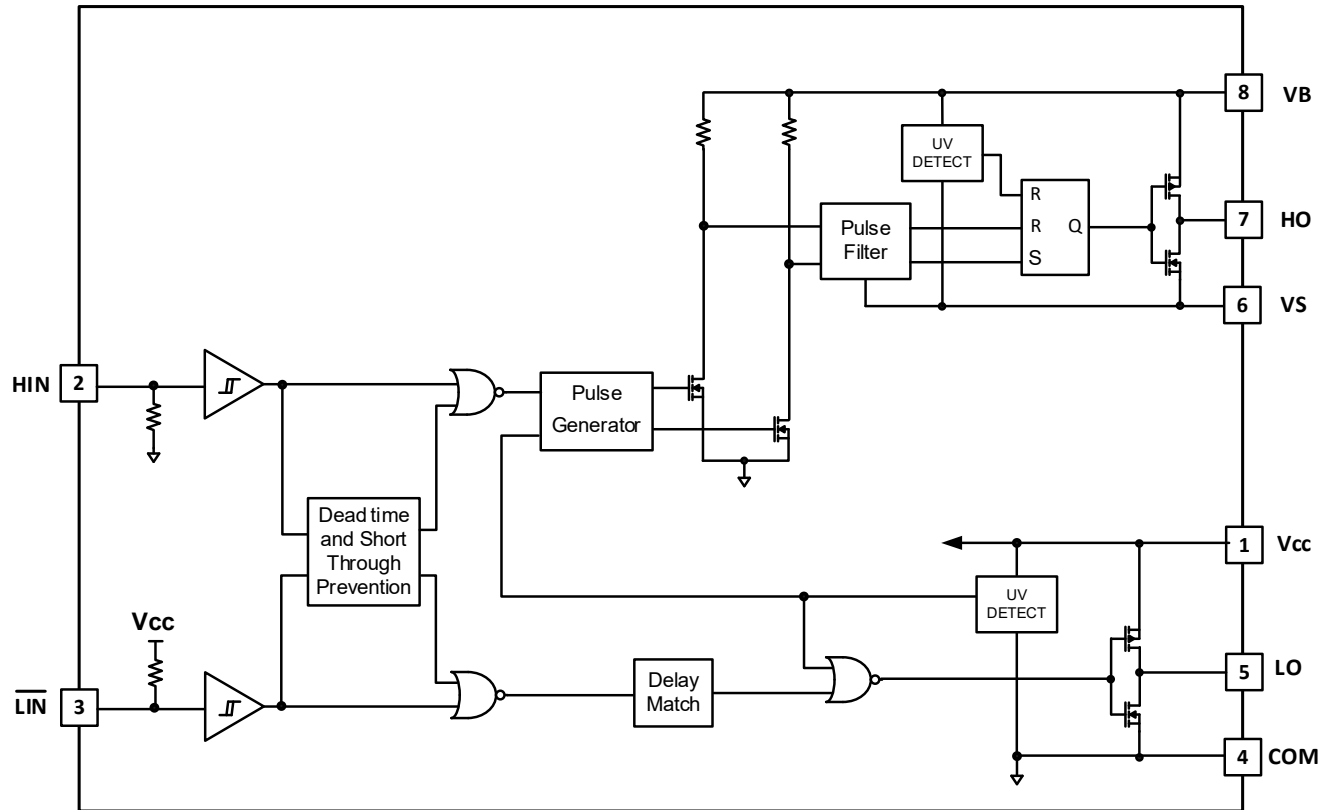 8 VB
UV
DETECT
R
Pulse
Filter
R Q
S
7 HO
6 VS
HIN 2
Pulse
Generator
Dead time
and Short
Through
Prevention
1 Vcc
UV
DETECT
Vcc
LIN 3
Delay
Match
5 LO
4 COM